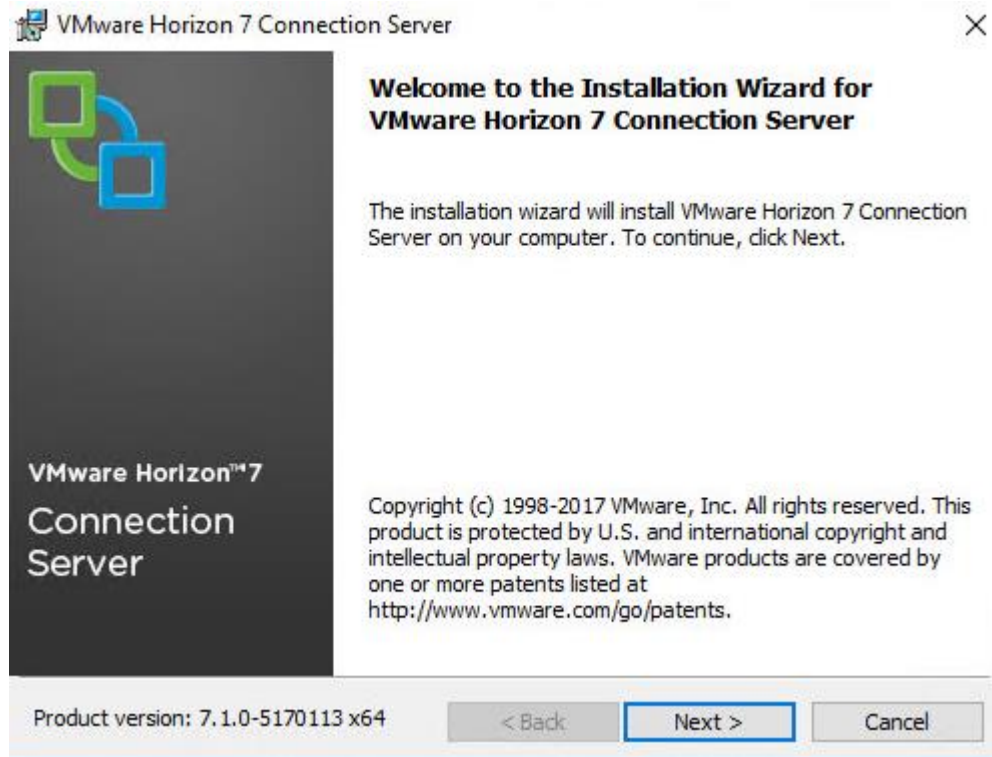 VMware Horizon 7 Connection Server
Welcome to the Installation Wizard for
VMware Horizon 7 Connection Server
The installation wizard will install VMware Horizon 7 Connection
Server on your computer. To continue, click Next.
VMware Horizon™7
Connection
Server
Copyright (c) 1998-2017 VMware, Inc. All rights reserved. This
product is protected by U.S. and international copyright and
intellectual property laws. VMware products are covered by
one or more patents listed at
http://www.vmware.com/go/patents.
Product version: 7.1.0-5170113 x64
< Back
Next >
Cancel